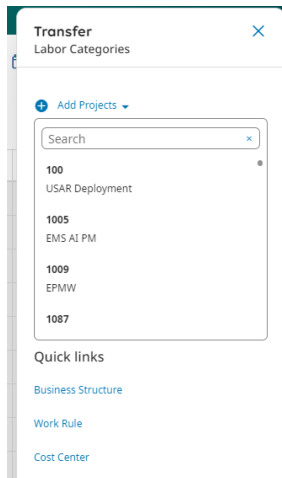 Transfer
Labor Categories
Add Projects
Search
100
USAR Deployment
1005
EMS AI PM
1009
EPMW
1087
Quick links
Business Structure
Work Rule
Cost Center